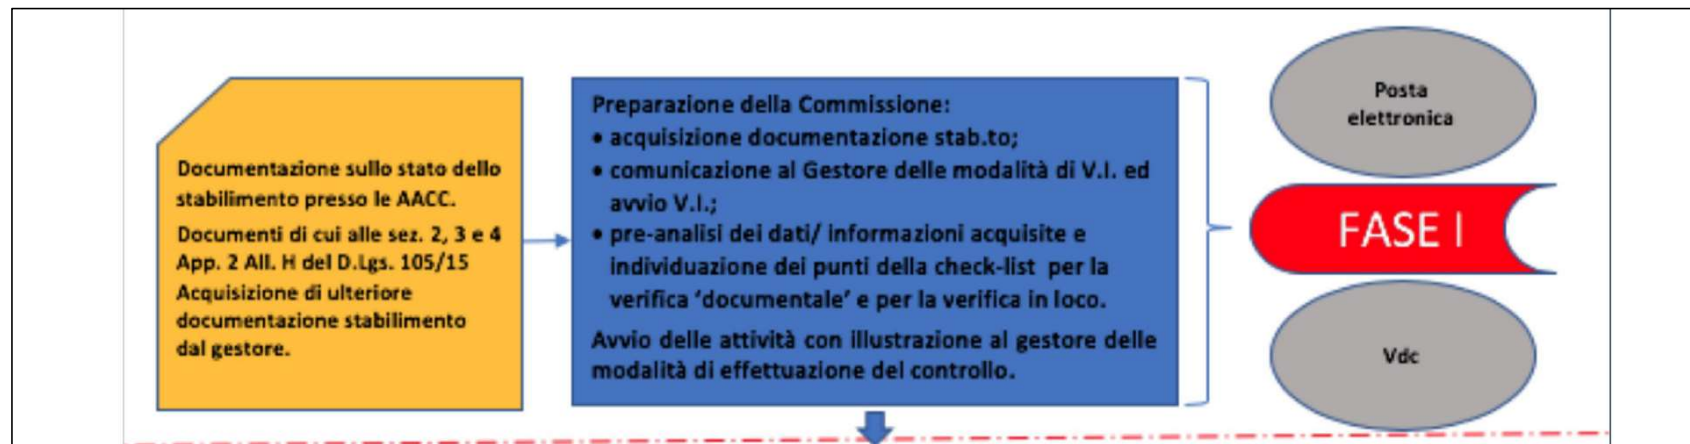 Documentazione sullo stato dello
stabilimento presso le AACC.
Documenti di cui alle sez. 2, 3 e 4
App. 2 All. H del D.Lgs. 105/15
Acquisizione di ulteriore
documentazione stabilimento
dal gestore.
Preparazione della Commissione:
• acquisizione documentazione stab.to;
• comunicazione al Gestore delle modalità di V.I. ed
avvio V.I.;
• pre-analisi dei dati/ informazioni acquisite e
individuazione dei punti della check-list per la
verifica ‘documentale’ e per la verifica in loco.
Avvio delle attività con illustrazione al gestore delle
modalità di effettuazione del controllo.
Posta
elettronica
FASE I
Vdc